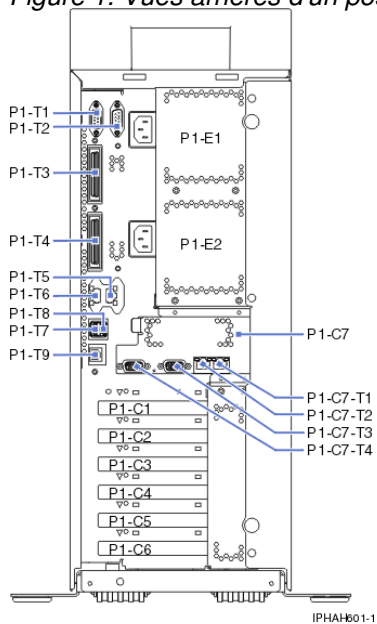 Figure 1. Vues arrières d'un pos
P1-T1
P1-T2
P1-T3
P1-T4
P1-T5
P1-T6
P1-T8
P1-T7
P1-T9
P1-E1
P1-E2
P1-C7
P1-C7-T1
P1-C7-T2
P1-C7-T3
P1-C7-T4
P1-C1
P1-C2
P1-C3
P1-C4
P1-C5
P1-C6
IPHAH601-1